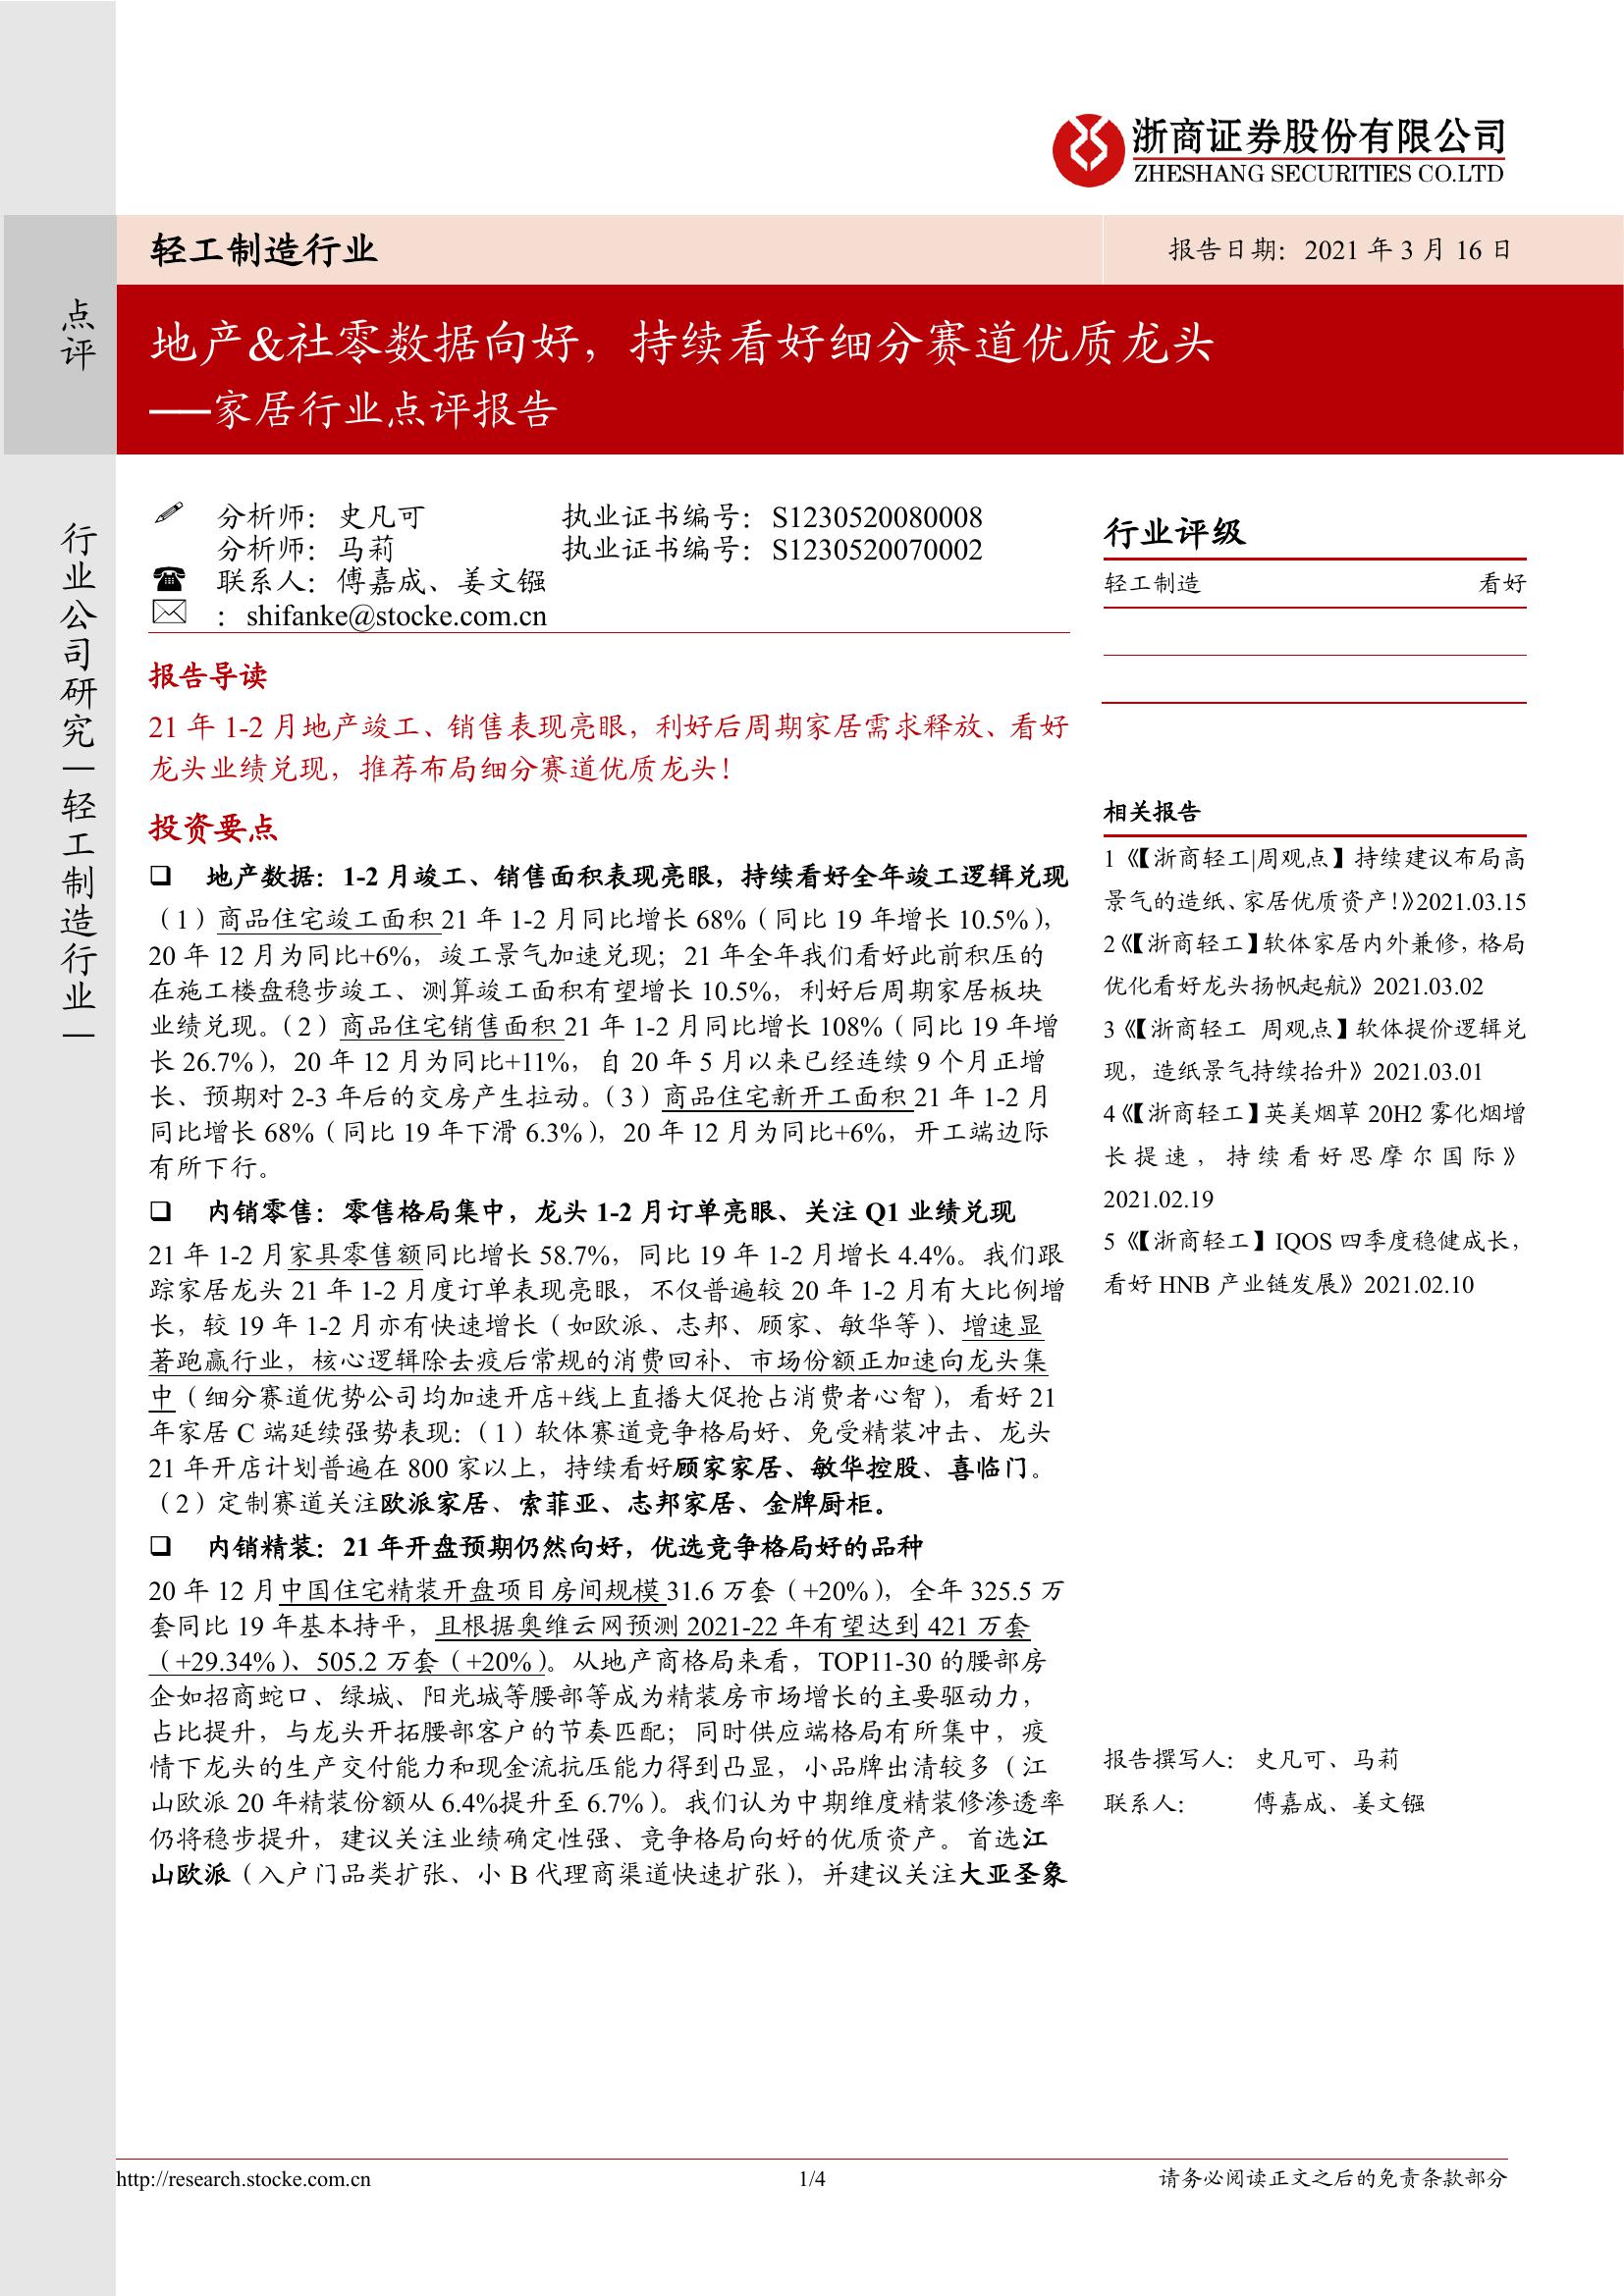 浙商证券股份有限公司
ZHESHANG SECURITIES CO.LTD
轻工制造行业
报告日期：2021 年 3 月 16 日
点评
地产&社零数据向好，持续看好细分赛道优质龙头
——家居行业点评报告
行业公司研究|轻工制造行业|
分析师：史凡可 执业证书编号：S1230520080008
分析师：马莉 执业证书编号：S1230520070002
联系人：傅嘉成、姜文镪
：shifanke@stocke.com.cn
报告导读
21 年 1-2 月地产竣工、销售表现亮眼，利好后周期家居需求释放、看好
龙头业绩兑现，推荐布局细分赛道优质龙头！
投资要点
❑ 地产数据：1-2 月竣工、销售面积表现亮眼，持续看好全年竣工逻辑兑现
（1）商品住宅竣工面积 21 年 1-2 月同比增长 68%（同比 19 年增长 10.5%），
20 年 12 月为同比+6%，竣工景气加速兑现；21 年全年我们看好此前积压的
在施工楼盘稳步竣工、测算竣工面积有望增长 10.5%，利好后周期家居板块
业绩兑现。（2）商品住宅销售面积 21 年 1-2 月同比增长 108%（同比 19 年增
长 26.7%），20 年 12 月为同比+11%，自 20 年 5 月以来已经连续 9 个月正增
长、预期对 2-3 年后的交房产生拉动。（3）商品住宅新开工面积 21 年 1-2 月
同比增长 68%（同比 19 年下滑 6.3%），20 年 12 月为同比+6%，开工端边际
有所下行。
❑ 内销零售：零售格局集中，龙头 1-2 月订单亮眼、关注 Q1 业绩兑现
21 年 1-2 月家具零售额同比增长 58.7%，同比 19 年 1-2 月增长 4.4%。我们跟
踪家居龙头 21 年 1-2 月度订单表现亮眼，不仅普遍较 20 年 1-2 月有大比例增
长，较 19 年 1-2 月亦有快速增长（如欧派、志邦、顾家、敏华等）、增速显
著跑赢行业，核心逻辑除去疫后常规的消费回补、市场份额正加速向龙头集
中（细分赛道优势公司均加速开店+线上直播大促抢占消费者心智），看好 21
年家居 C 端延续强势表现：（1）软体赛道竞争格局好、免受精装冲击、龙头
21 年开店计划普遍在 800 家以上，持续看好顾家家居、敏华控股、喜临门。
（2）定制赛道关注欧派家居、索菲亚、志邦家居、金牌厨柜。
❑ 内销精装：21 年开盘预期仍然向好，优选竞争格局好的品种
20 年 12 月中国住宅精装开盘项目房间规模 31.6 万套（+20%），全年 325.5 万
套同比 19 年基本持平，且根据奥维云网预测 2021-22 年有望达到 421 万套
（+29.34%）、505.2 万套（+20%）。从地产商格局来看，TOP11-30 的腰部房
企如招商蛇口、绿城、阳光城等腰部等成为精装房市场增长的主要驱动力，
占比提升，与龙头开拓腰部客户的节奏匹配；同时供应端格局有所集中，疫
情下龙头的生产交付能力和现金流抗压能力得到凸显，小品牌出清较多（江
山欧派 20 年精装份额从 6.4%提升至 6.7%）。我们认为中期维度精装修渗透率
仍将稳步提升，建议关注业绩确定性强、竞争格局向好的优质资产。首选江
山欧派（入户门品类扩张、小 B 代理商渠道快速扩张），并建议关注大亚圣象
行业评级
轻工制造 看好
相关报告
1《【浙商轻工|周观点】持续建议布局高
景气的造纸、家居优质资产!》2021.03.15
2《【浙商轻工】软体家居内外兼修，格局
优化看好龙头扬帆起航》2021.03.02
3《【浙商轻工 周观点】软体提价逻辑兑
现，造纸景气持续抬升》2021.03.01
4《【浙商轻工】英美烟草 20H2 雾化烟增
长提速，持续看好思摩尔国际》
2021.02.19
5《【浙商轻工】IQOS 四季度稳健成长，
看好 HNB 产业链发展》2021.02.10
报告撰写人：史凡可、马莉
联系人：傅嘉成、姜文镪
http://research.stocke.com.cn
1/4
请务必阅读正文之后的免责条款部分